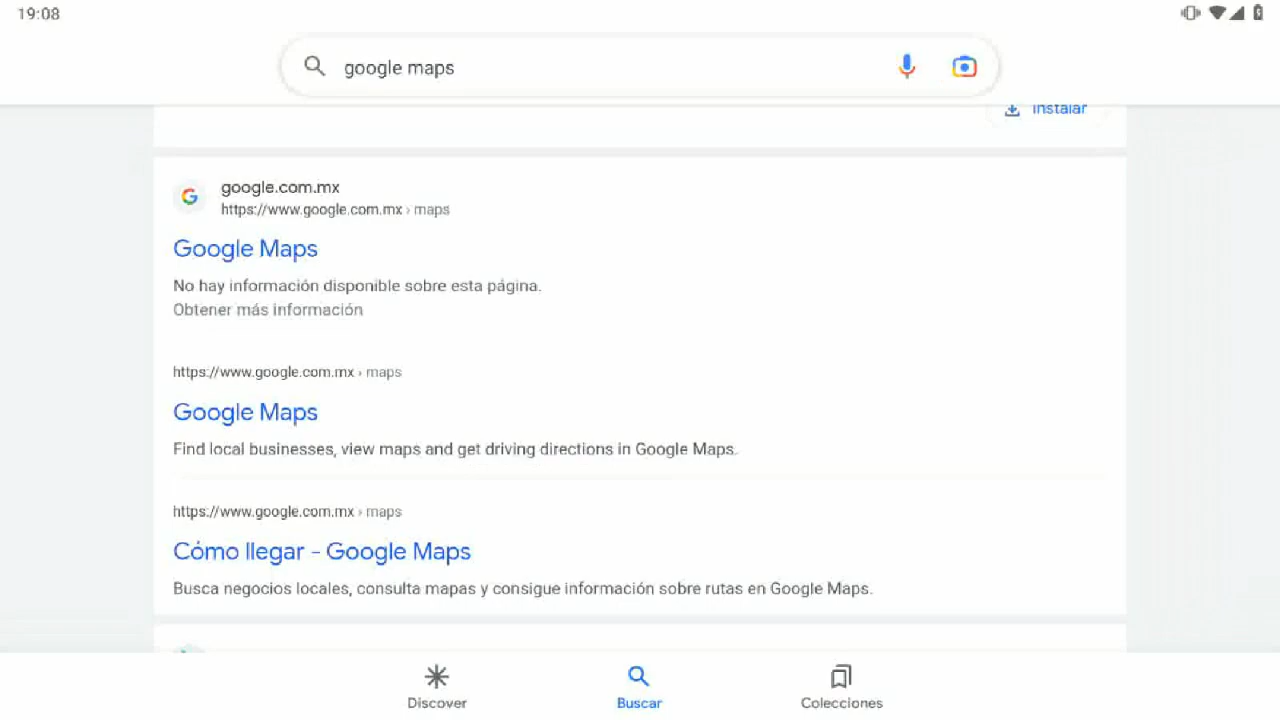 19:08
google maps
Instalar
google.com.mx
https://www.google.com.mx › maps
Google Maps
No hay información disponible sobre esta página.
Obtener más información
https://www.google.com.mx › maps
Google Maps
Find local businesses, view maps and get driving directions in Google Maps.
https://www.google.com.mx › maps
Cómo llegar - Google Maps
Busca negocios locales, consulta mapas y consigue información sobre rutas en Google Maps.
Discover
Buscar
Colecciones